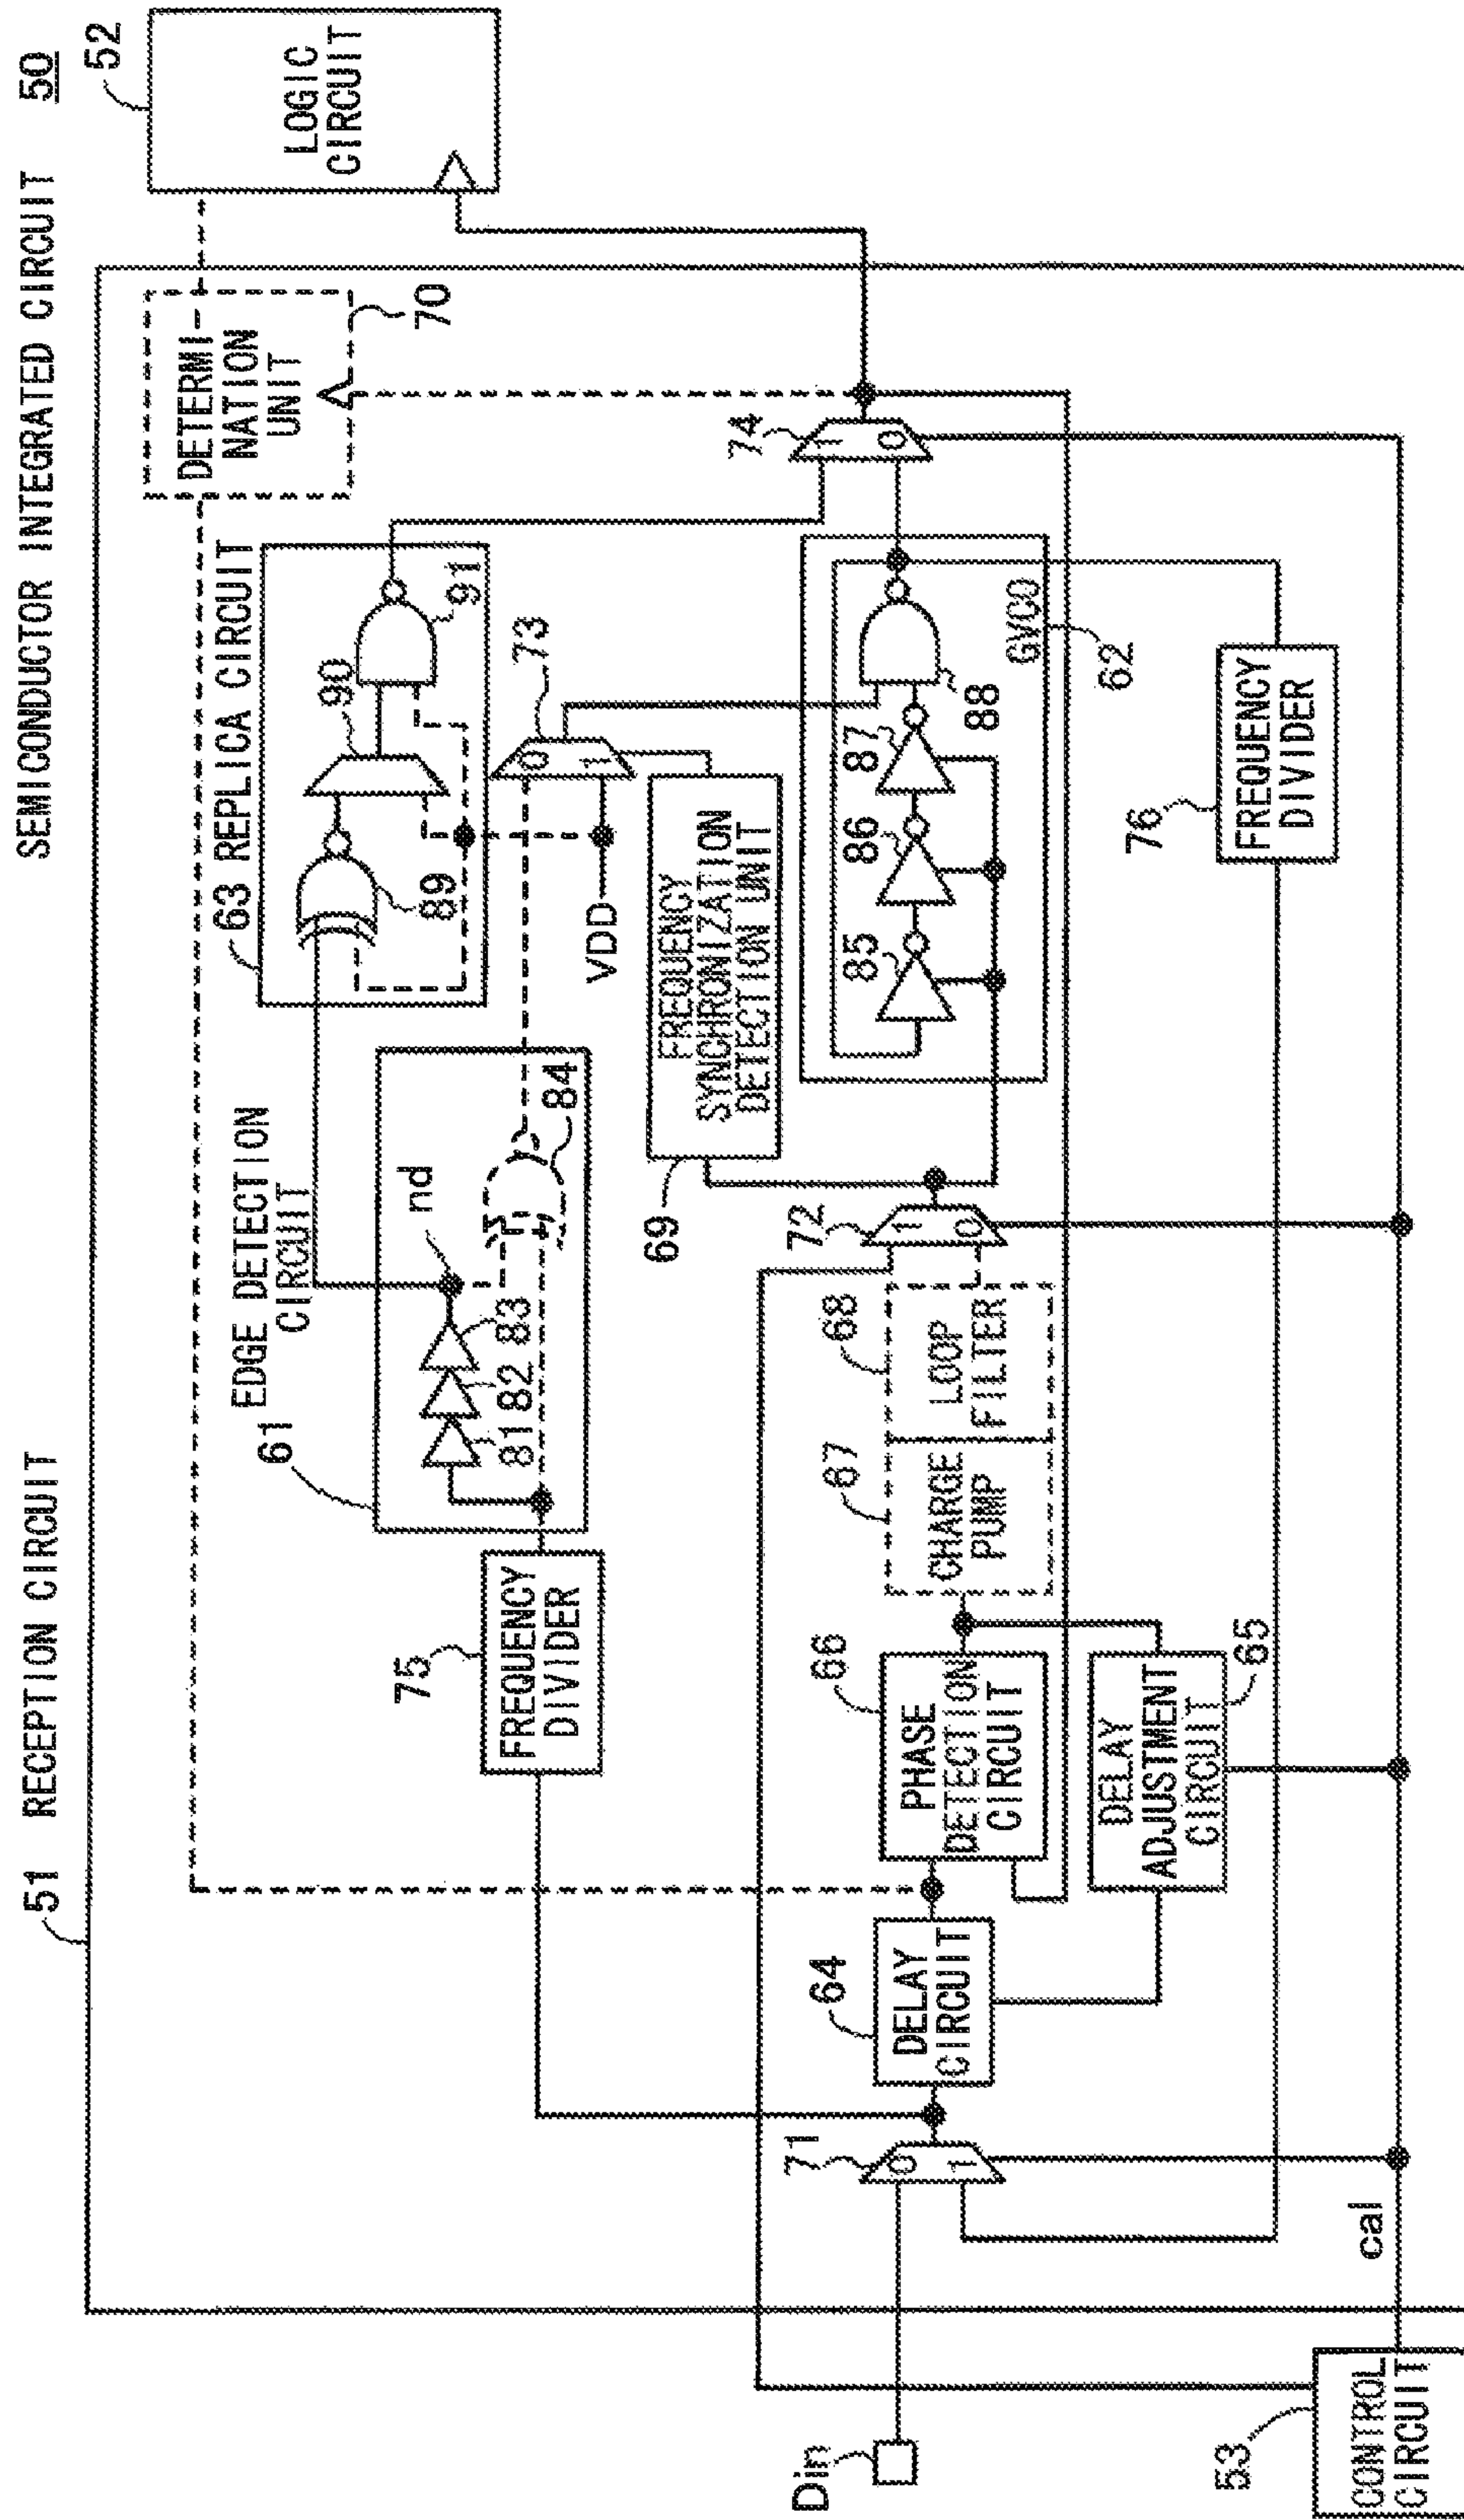 SEMICONDUCTOR INTEGRATED CIRCUIT 50
51 RECEPTION CIRCUIT
52
LOGIC
CIRCUIT
DETERMI-
NATION
UNIT
70
63 REPLICA CIRCUIT
89
90
91
EDGE DETECTION
CIRCUIT
61
nd
81
82
83
84
75
FREQUENCY
DIVIDER
VDD
73
0
1
74
1
0
69
FREQUENCY
SYNCHRONIZATION
DETECTION UNIT
85
86
87
88
GVCO
62
71
0
1
64
DELAY
CIRCUIT
66
PHASE
DETECTION
CIRCUIT
67
CHARGE
PUMP
68
LOOP
FILTER
72
1
0
DELAY
ADJUSTMENT
CIRCUIT
65
76
FREQUENCY
DIVIDER
Din
cal
53
CONTROL
CIRCUIT